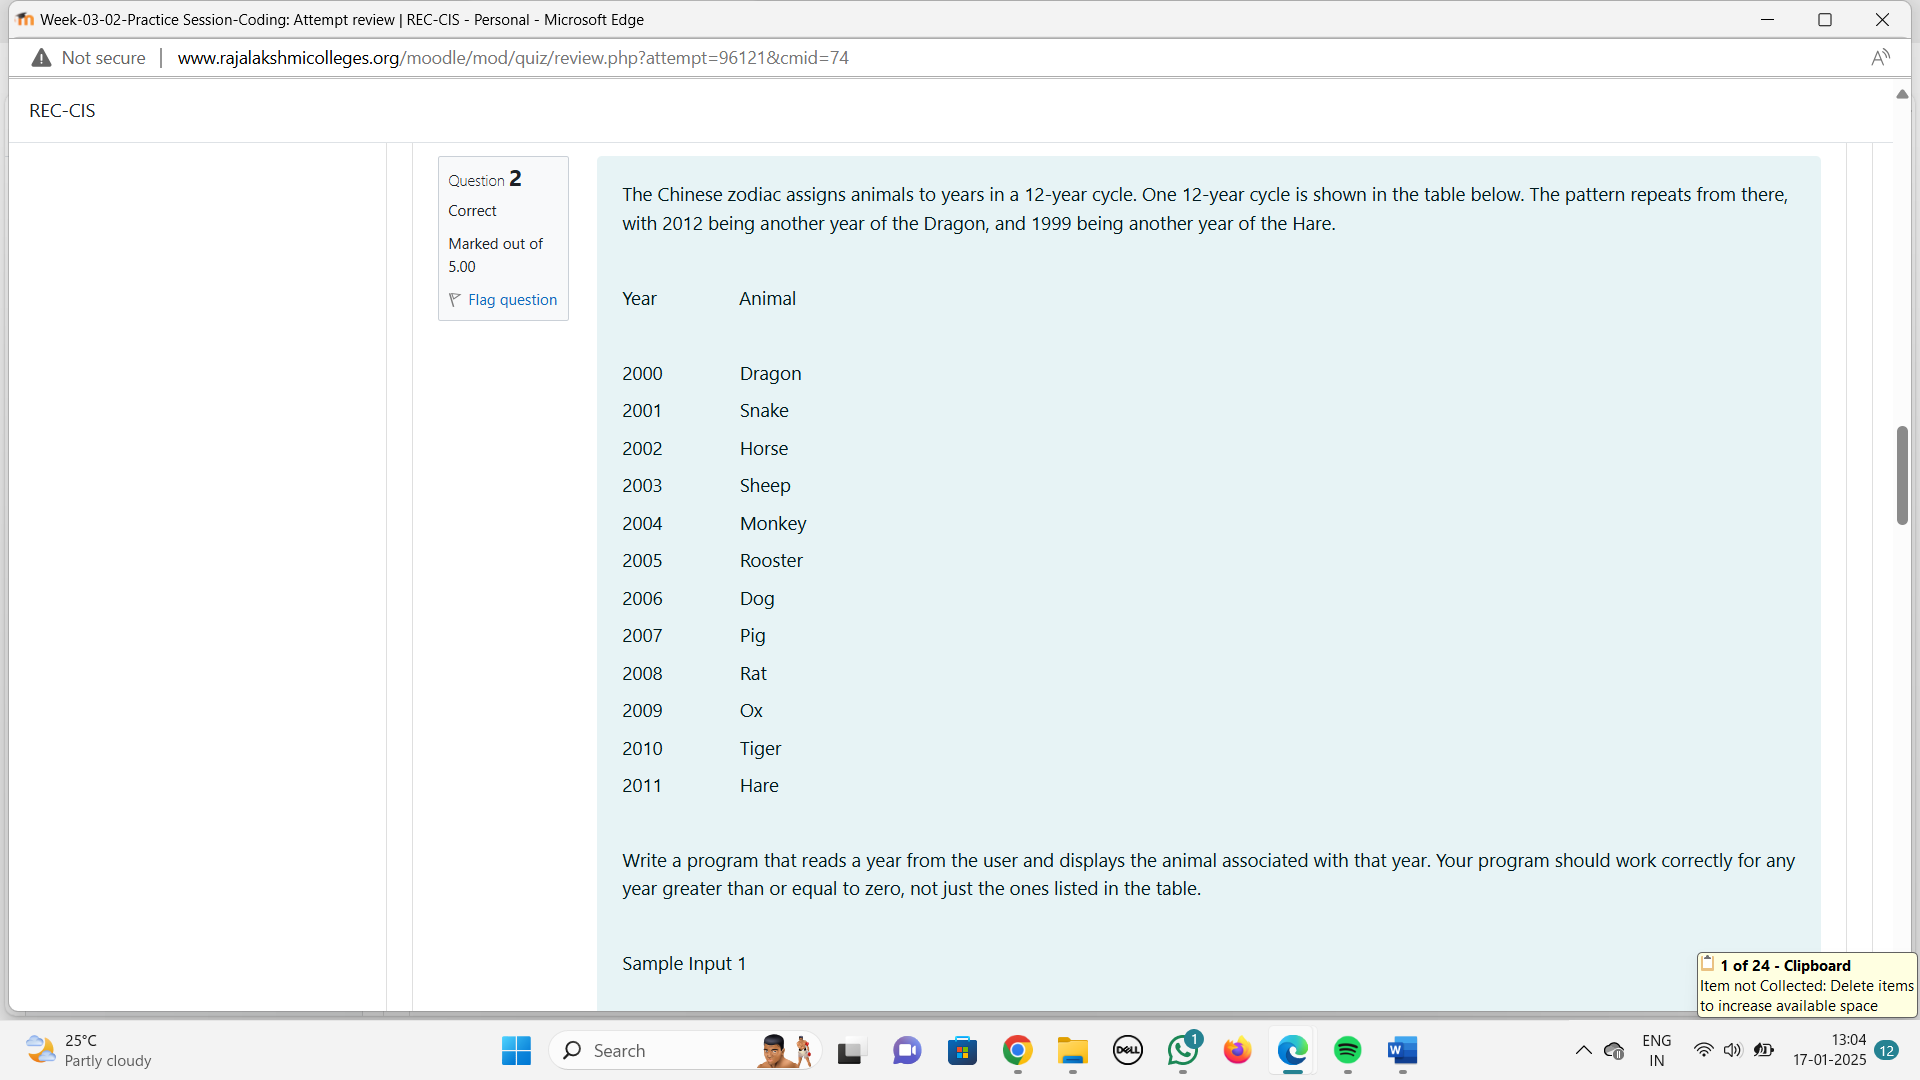 Week-03-02-Practice Session-Coding: Attempt review | REC-CIS - Personal - Microsoft Edge
Not secure | www.rajalakshmicolleges.org/moodle/mod/quiz/review.php?attempt=96121&cmid=74
REC-CIS
Question 2
Correct
Marked out of
5.00
Flag question
The Chinese zodiac assigns animals to years in a 12-year cycle. One 12-year cycle is shown in the table below. The pattern repeats from there,
with 2012 being another year of the Dragon, and 1999 being another year of the Hare.
Year Animal
2000 Dragon
2001 Snake
2002 Horse
2003 Sheep
2004 Monkey
2005 Rooster
2006 Dog
2007 Pig
2008 Rat
2009 Ox
2010 Tiger
2011 Hare
Write a program that reads a year from the user and displays the animal associated with that year. Your program should work correctly for any
year greater than or equal to zero, not just the ones listed in the table.
Sample Input 1
1 of 24 - Clipboard
Item not Collected: Delete items
to increase available space
25°C
Partly cloudy
Search
DELL
1
W
ENG
IN
13:04
17-01-2025
12